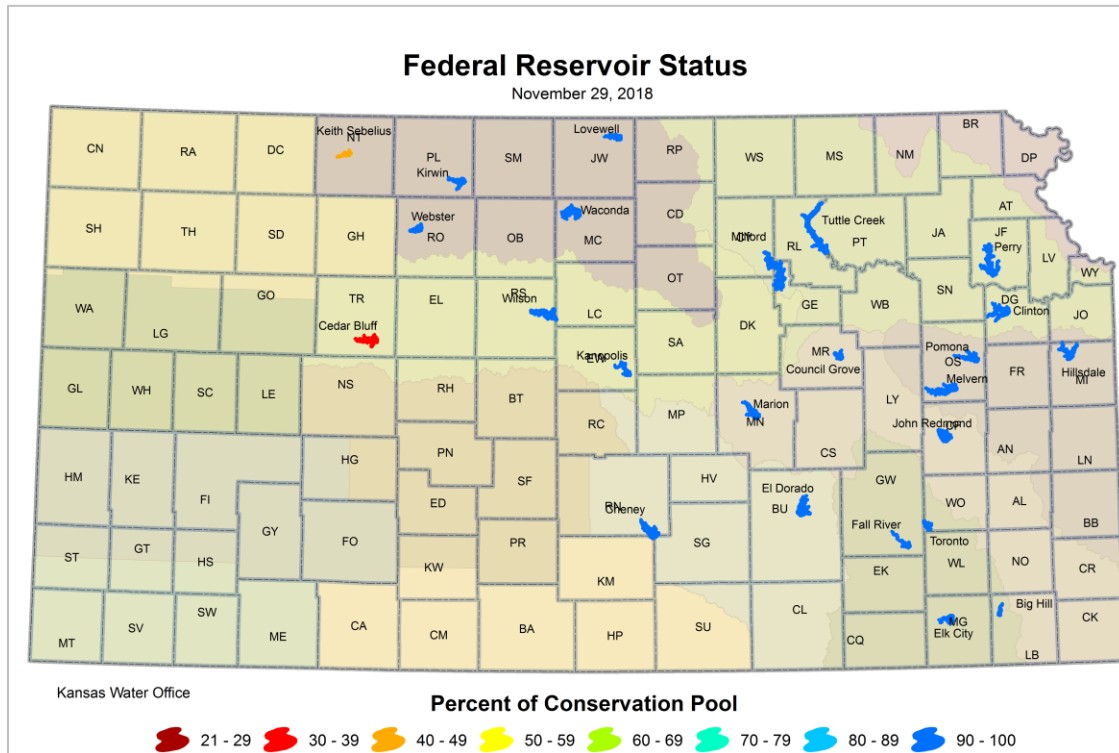 Federal Reservoir Status
November 29, 2018
BR
Keith Sebelius
Lovewell
NT
CN
RA
DC
PL
SM
JW
RP
WS
MS
NM
DP
Kirwin
AT
Webster
Waconda
SH
TH
SD
GH
RO
OB
MC
CD
Milford
RL
Tuttle Creek
PT
JA
JF
Perry
LV
OT
WY
WA
LG
GO
TR
EL
RS
Wilson
LC
GE
WB
SN
DG
Clinton
JO
Cedar Bluff
SA
DK
MR
Council Grove
Pomona
OS
Kanopolis
EW
Melvern
FR
Hillsdale
MI
GL
WH
SC
LE
NS
RH
BT
RC
MP
Marion
MN
LY
CS
John Redmond
CF
AN
LN
HM
KE
FI
HG
PN
HV
GW
El Dorado
BU
ED
SF
RN
Cheney
WO
AL
GY
FO
SG
Fall River
Toronto
BB
ST
GT
HS
PR
KW
KM
EK
WL
NO
CR
MT
SV
SW
ME
CA
CM
BA
HP
SU
CL
CQ
MG
Elk City
Big Hill
LB
CK
Kansas Water Office
Percent of Conservation Pool
21 - 29 30 - 39 40 - 49 50 - 59 60 - 69 70 - 79 80 - 89 90 - 100